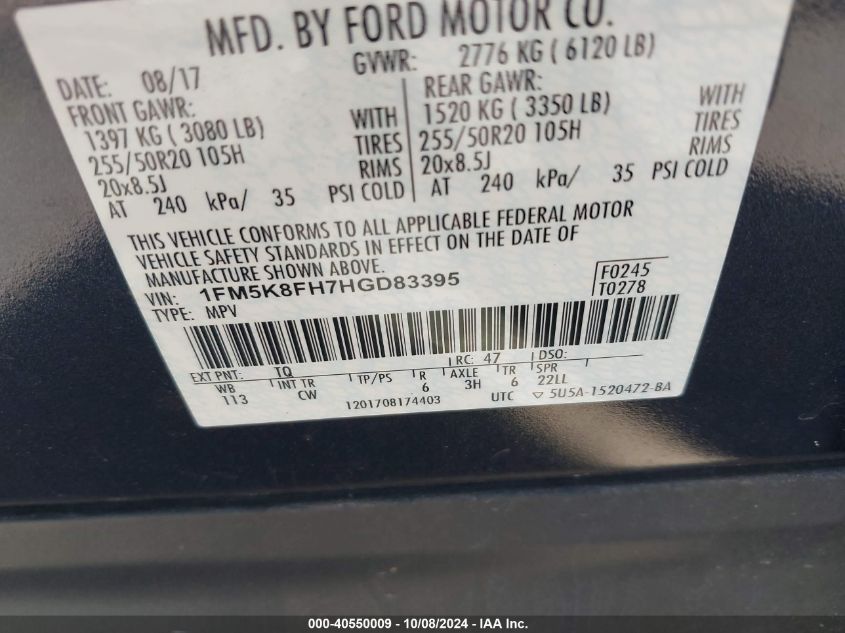 MFD. BY FORD MOTOR CO.
DATE: 08/17 GVWR: 2776 KG ( 6120 LB)
FRONT GAWR: REAR GAWR:
1397 KG ( 3080 LB) WITH 1520 KG ( 3350 LB) WITH
255/50R20 105H TIRES 255/50R20 105H TIRES
20x8.5J RIMS 20x8.5J RIMS
AT 240 kPa/ 35 PSI COLD AT 240 kPa/ 35 PSI COLD
THIS VEHICLE CONFORMS TO ALL APPLICABLE FEDERAL MOTOR
VEHICLE SAFETY STANDARDS IN EFFECT ON THE DATE OF
MANUFACTURE SHOWN ABOVE.
VIN: 1FM5K8FH7HGD83395 F0245
TYPE: MPV T0278
EXT PNT: TQ RC: 47 DSO:
WB INT TR TP/PS R AXLE TR SPR
113 CW 6 3H 6 22LL
1201708174403 UTC ▽ 5U5A-1520472-BA
000-40550009 - 10/08/2024 - IAA Inc.